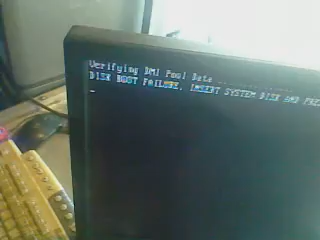 Verifying DMI Pool Data ..............
DISK BOOT FAILURE, INSERT SYSTEM DISK AND